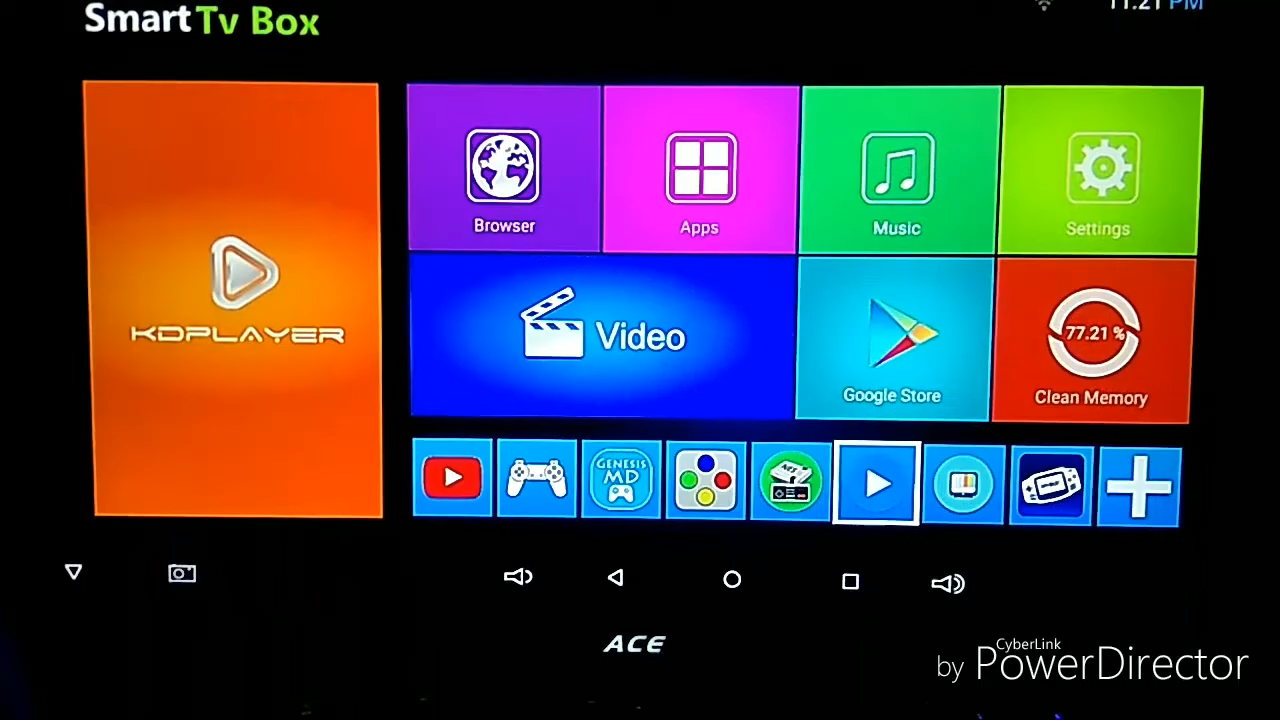 Smart Tv Box
11:21 PM
KDPLAYER
Browser
Apps
Music
Settings
Video
Google Store
77.21 %
Clean Memory
GENESIS
MD
ACE
CyberLink
by PowerDirector